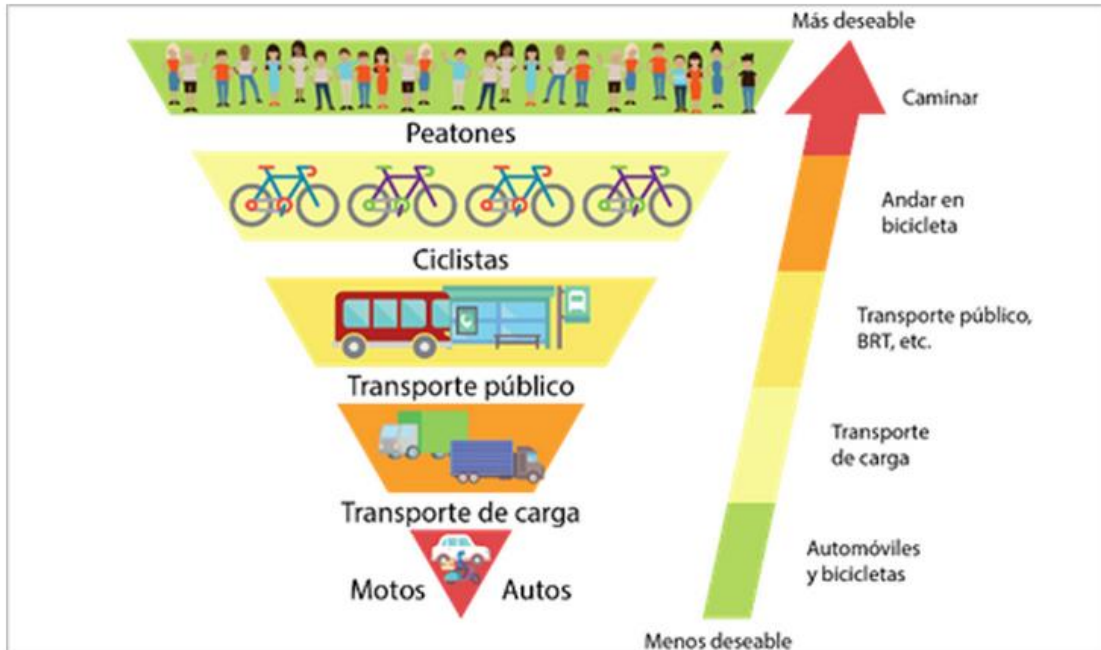 Más deseable
Caminar
Peatones
Andar en
bicicleta
Ciclistas
Transporte público,
BRT, etc.
Transporte público
Transporte
de carga
Transporte de carga
Automóviles
y bicicletas
Motos
Autos
Menos deseable